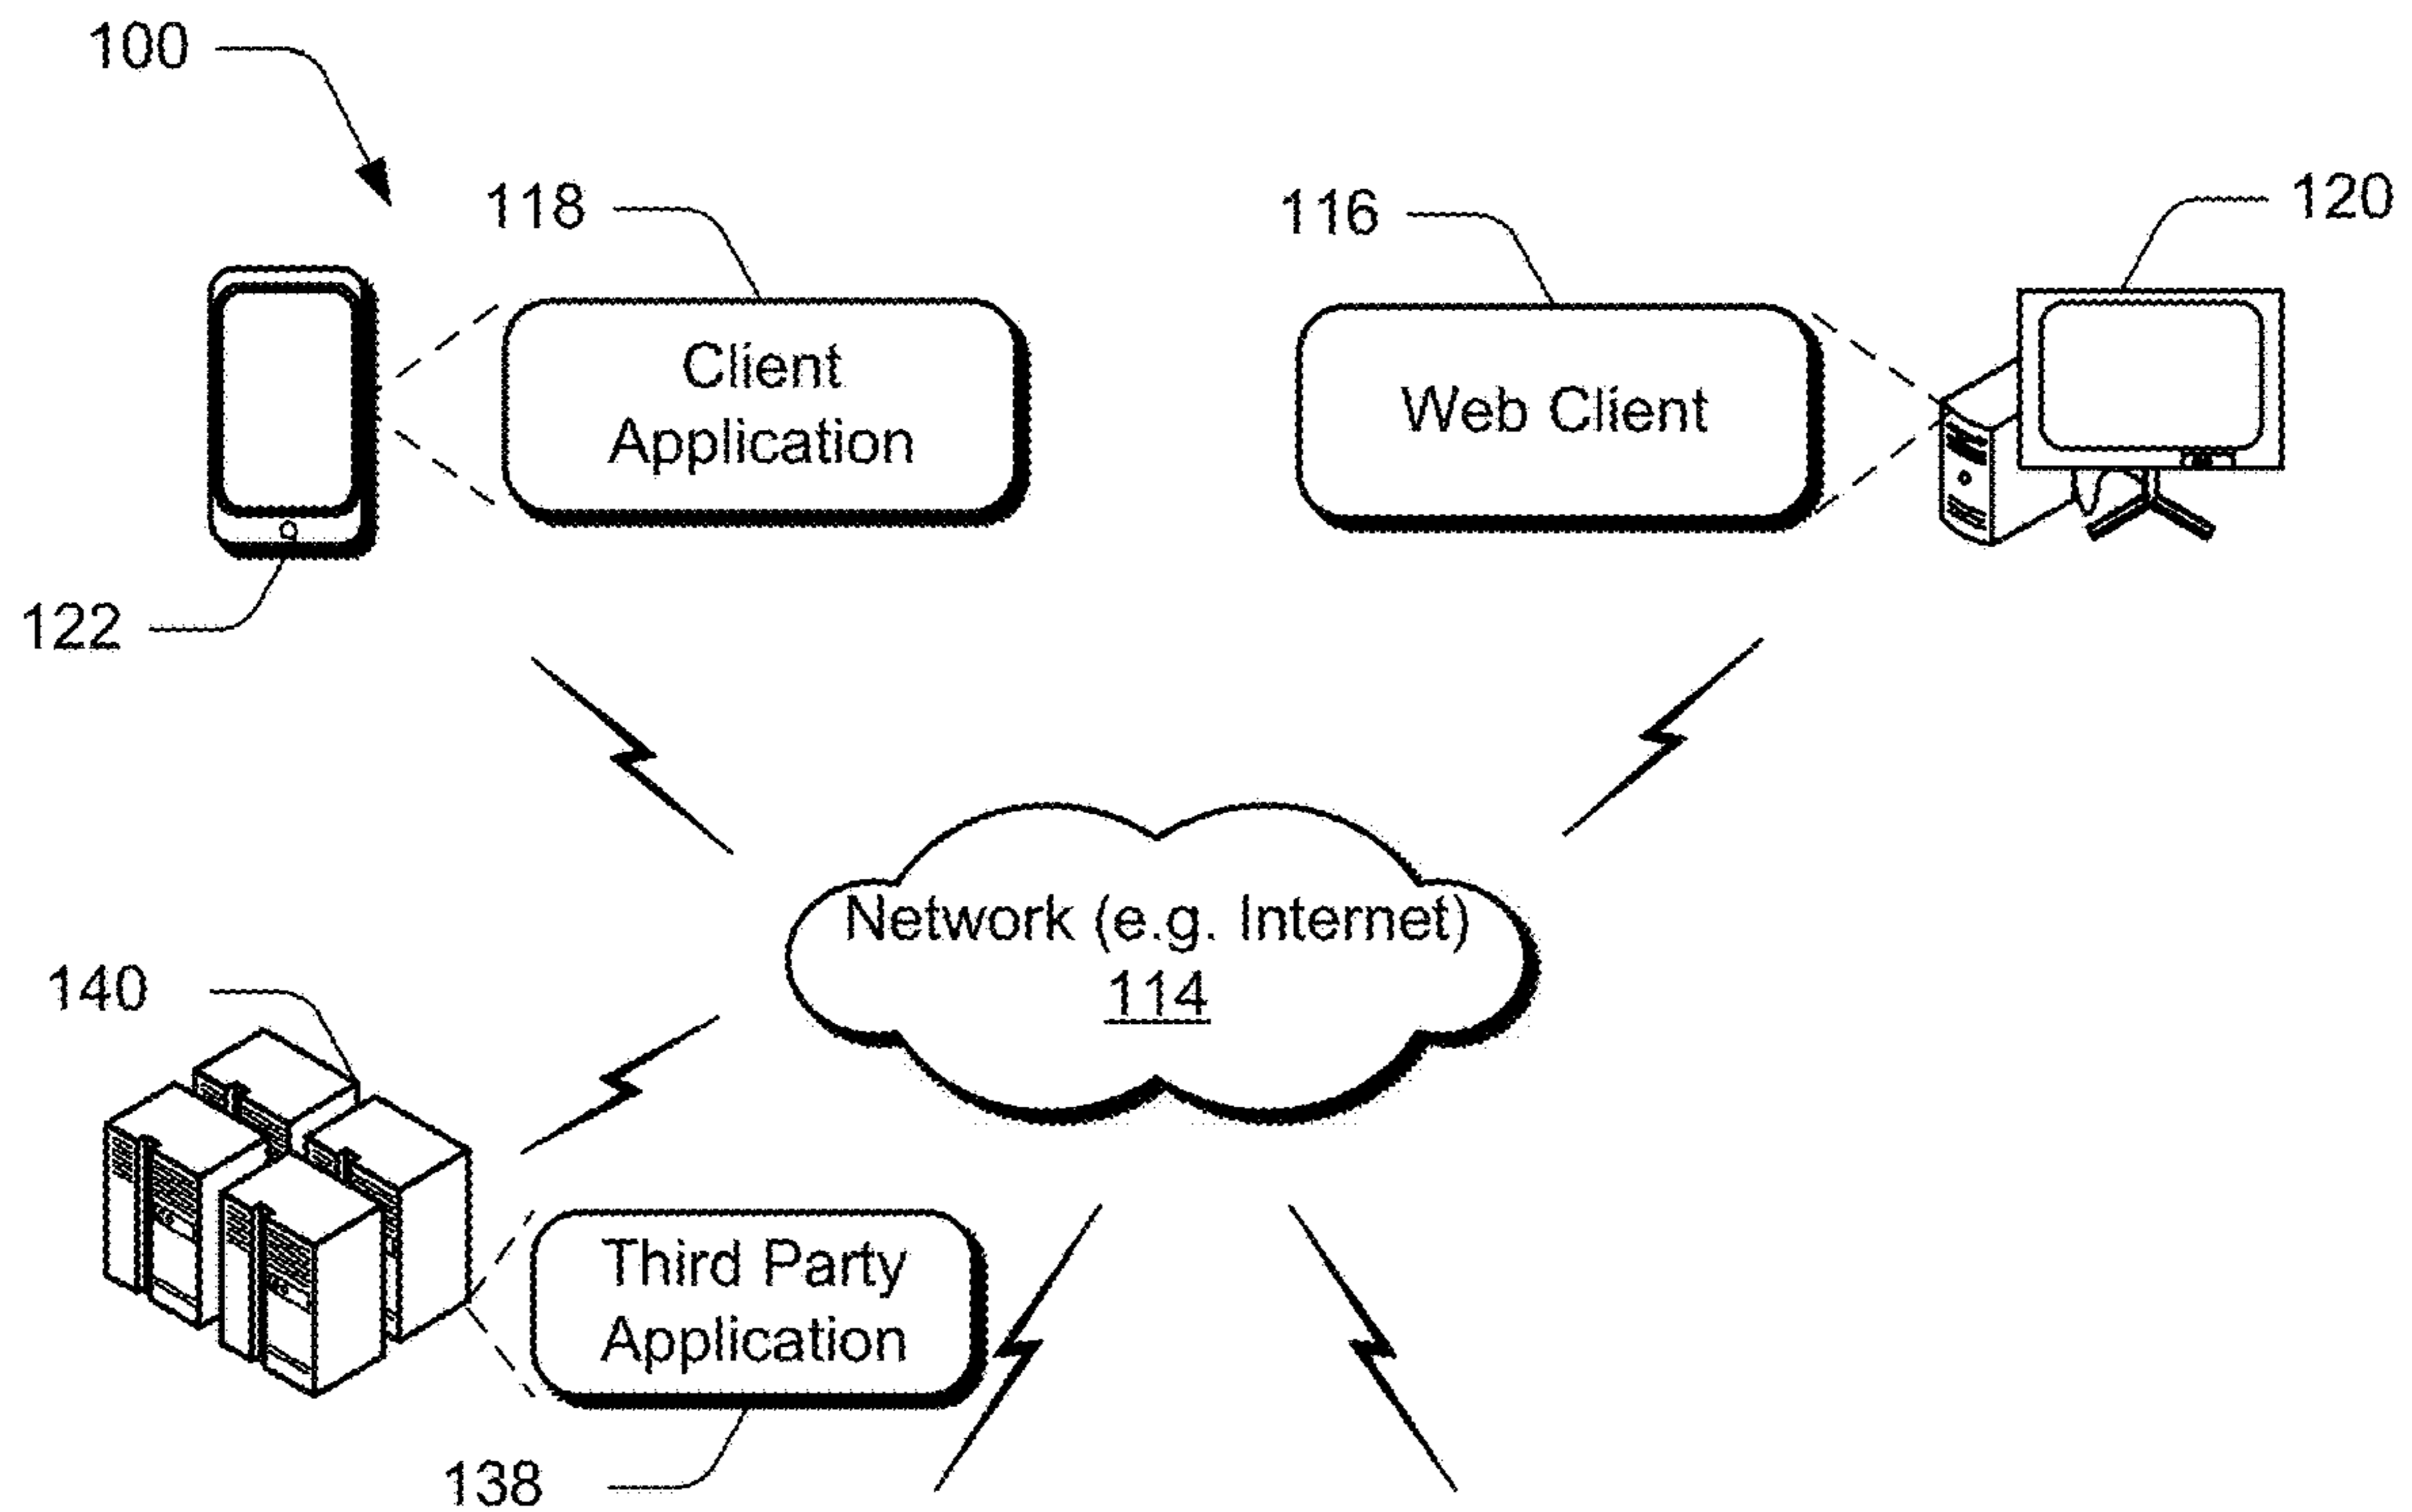 100
118
116
120
Client
Application
Web Client
122
Network (e.g. Internet)
114
140
Third Party
Application
138